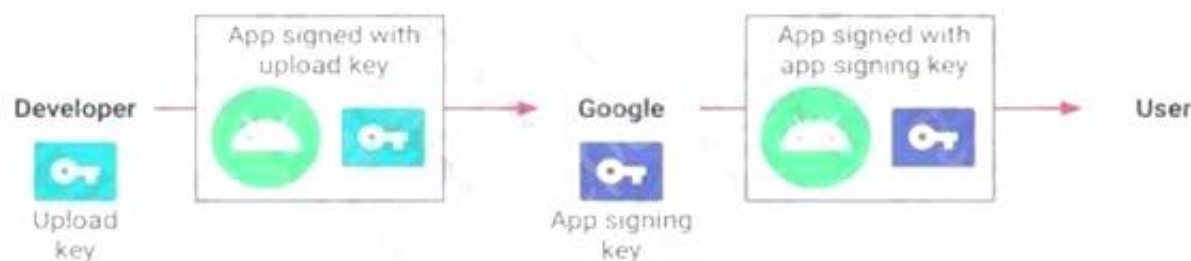 App signed with
upload key
App signed with
app signing key
Developer
Google
User
Upload
key
App signing
key